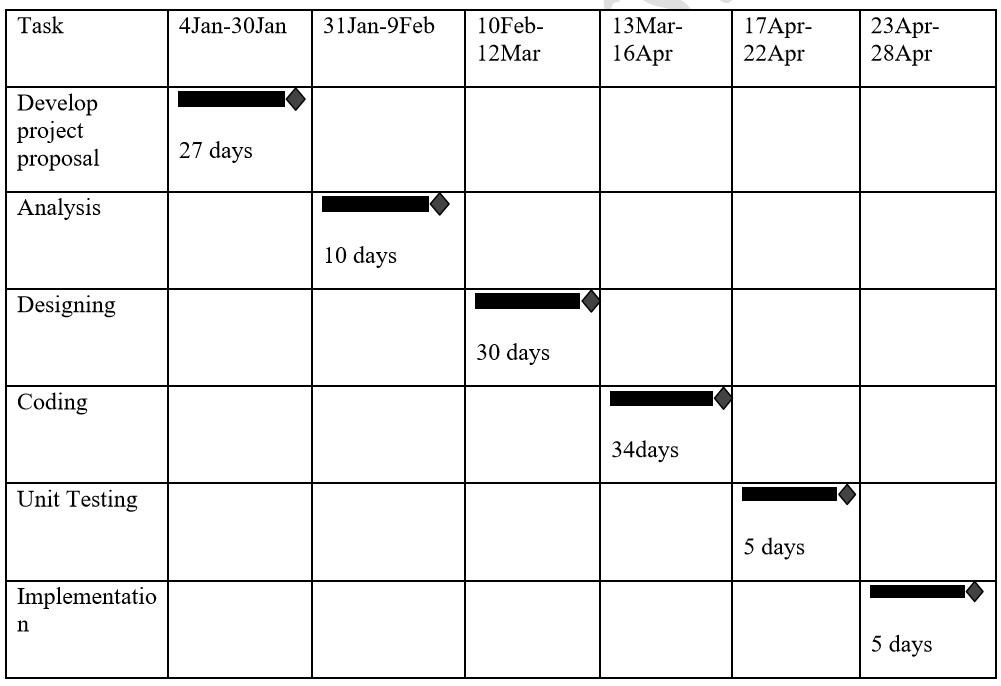 Task 4Jan-30Jan 31Jan-9Feb 10Feb- 13Mar- 17Apr- 23Apr-
12Mar 16Apr 22Apr 28Apr
Develop
project
proposal
27 days
Analysis
10 days
Designing
30 days
Coding
34days
Unit Testing
5 days
Implementatio
n
5 days